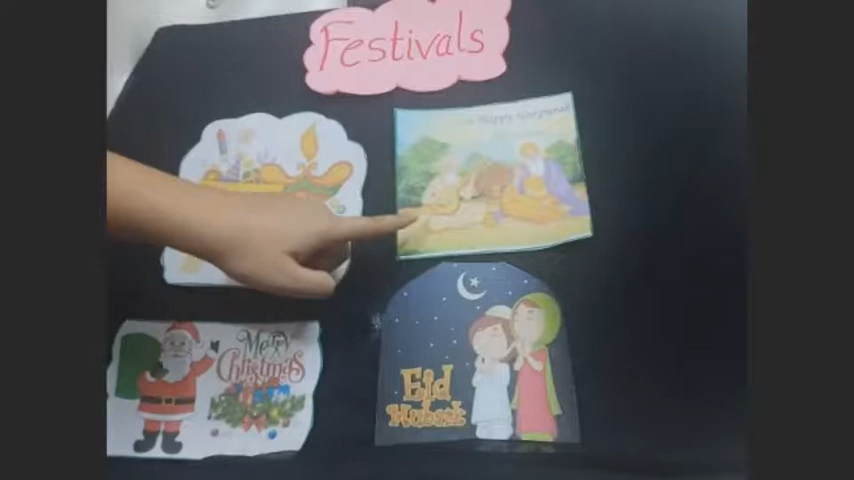 Festivals
Happy Gurpurab
Merry
Christmas
Eid
Mubarak